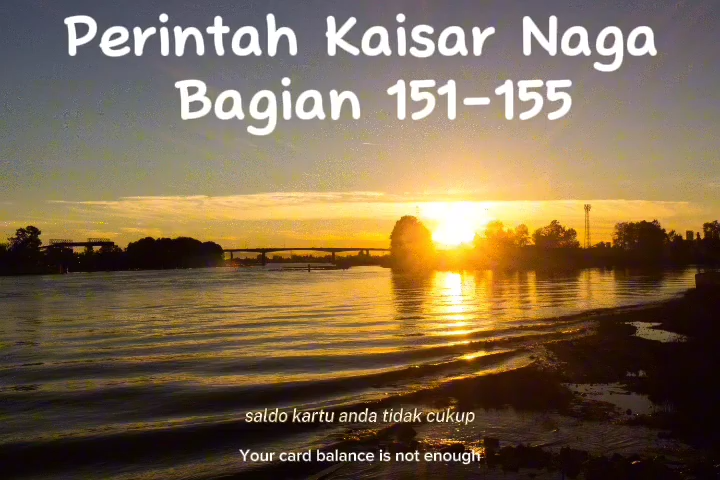 Perintah Kaisar Naga
Bagian 151-155
saldo kartu anda tidak cukup
Your card balance is not enough